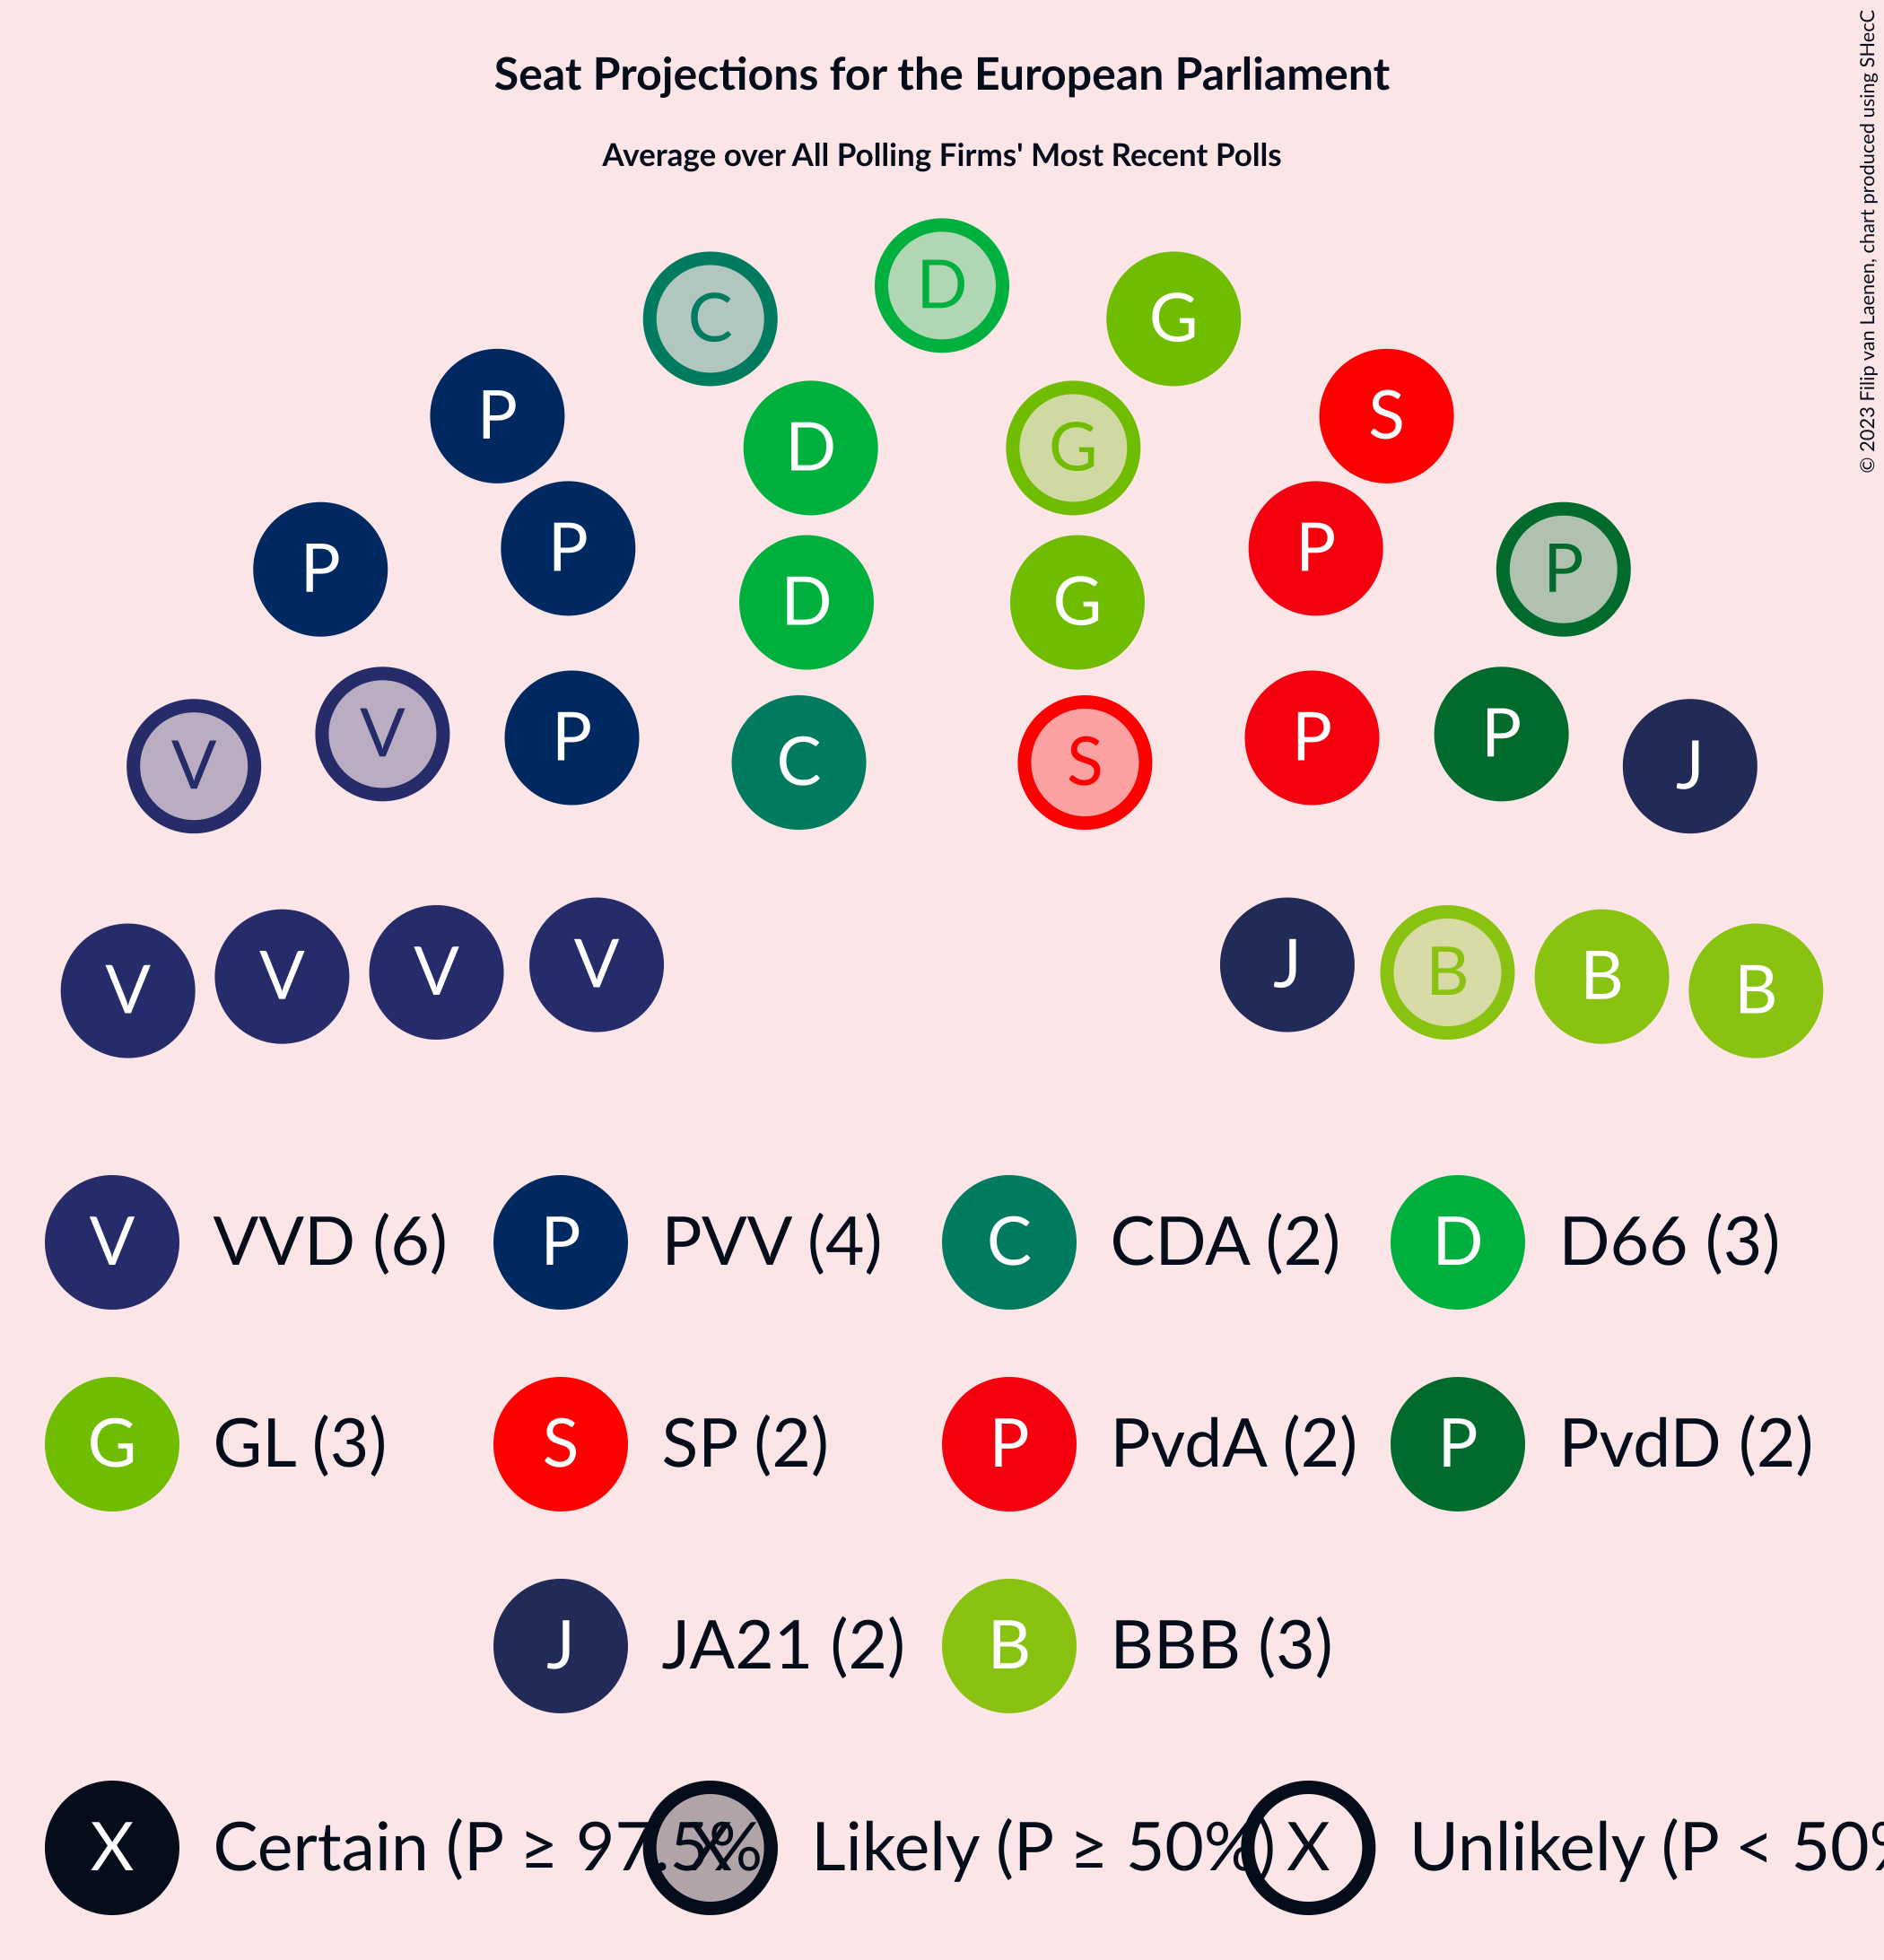 Seat Projections for the European Parliament
Average over All Polling Firms' Most Recent Polls
© 2023 Filip van Laenen, chart produced using SHecC
D
C G
P S
D G
P P
P P
D G
V P P V
C S
V J
V J
V B
V B
V B
V VVD (6) P PVV (4) C CDA (2) D D66 (3)
G GL (3) S SP (2) P PvdA (2) P PvdD (2)
J JA21 (2) B BBB (3)
X Certain (P ≥ 97.5% X Likely (P ≥ 50%) X Unlikely (P < 50%